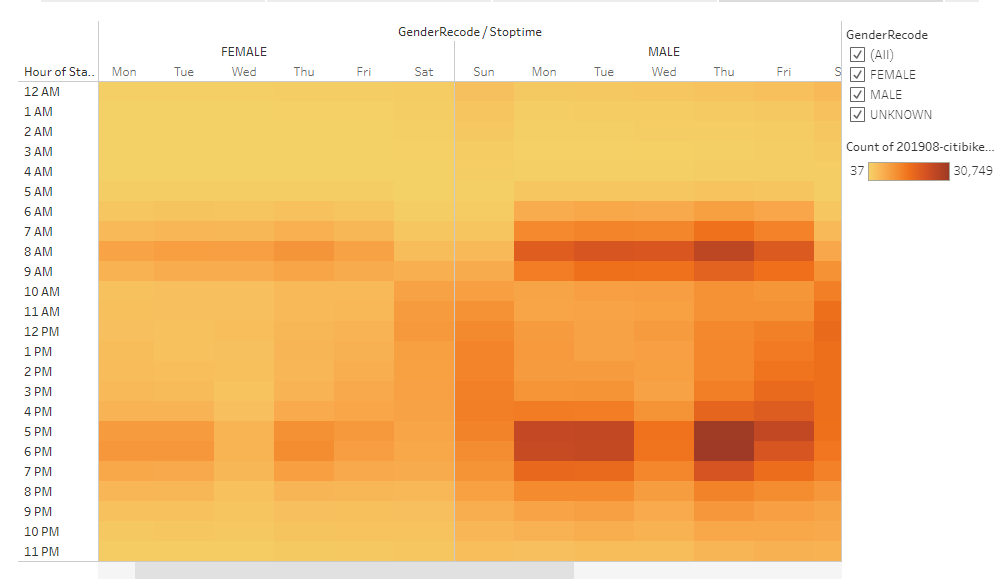 GenderRecode / Stoptime
FEMALE MALE
Hour of Sta.. Mon Tue Wed Thu Fri Sat Sun Mon Tue Wed Thu Fri S
12 AM
1 AM
2 AM
3 AM
4 AM
5 AM
6 AM
7 AM
8 AM
9 AM
10 AM
11 AM
12 PM
1 PM
2 PM
3 PM
4 PM
5 PM
6 PM
7 PM
8 PM
9 PM
10 PM
11 PM
GenderRecode
(All)
FEMALE
MALE
UNKNOWN
Count of 201908-citibike...
37 30,749